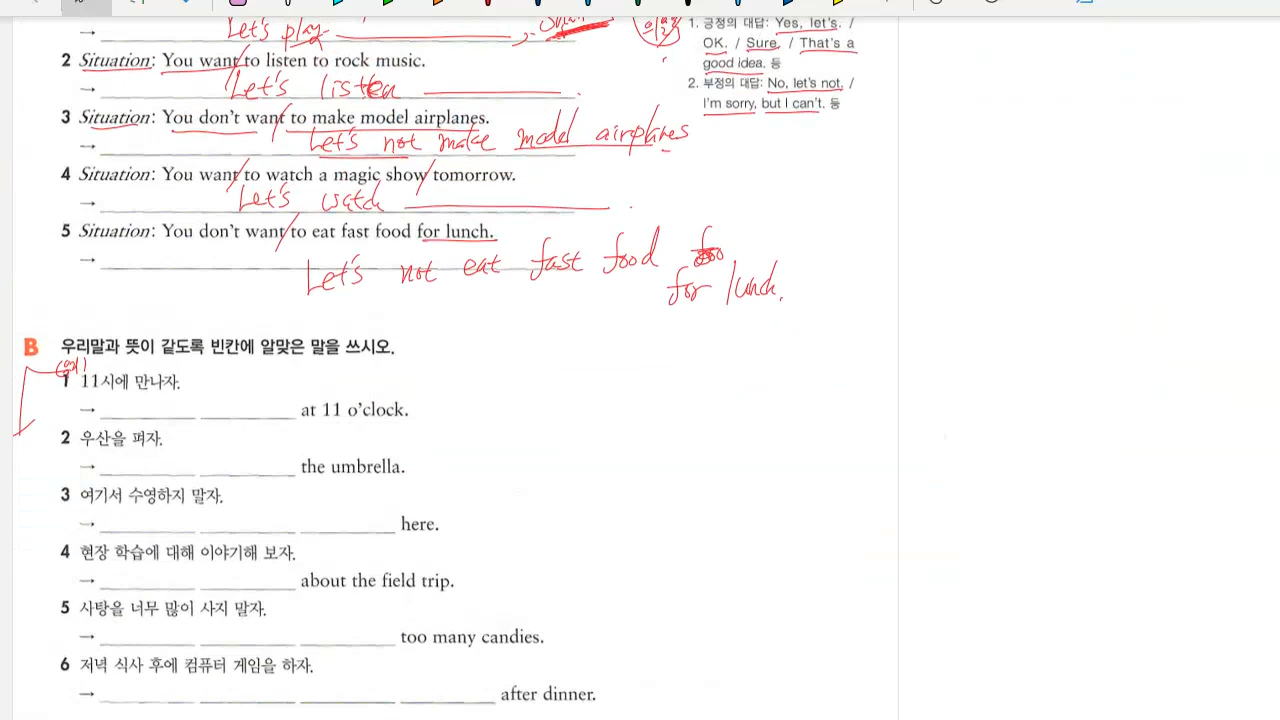 → Let's play
2 Situation: You want to listen to rock music.
→ Let's listen
3 Situation: You don't want to make model airplanes.
→ Let's not make model airplanes
4 Situation: You want to watch a magic show tomorrow.
→ Let's watch
5 Situation: You don't want to eat fast food for lunch.
→ Let's not eat fast food
for lunch.
1. 긍정의 대답: Yes, let's. /
OK. / Sure. / That's a
good idea. 등
2. 부정의 대답: No, let's not. /
I'm sorry, but I can't. 등
B 우리말과 뜻이 같도록 빈칸에 알맞은 말을 쓰시오.
1 11시에 만나자.
→ at 11 o'clock.
2 우산을 펴자.
→ the umbrella.
3 여기서 수영하지 말자.
→ here.
4 현장 학습에 대해 이야기해 보자.
→ about the field trip.
5 사탕을 너무 많이 사지 말자.
→ too many candies.
6 저녁 식사 후에 컴퓨터 게임을 하자.
→ after dinner.